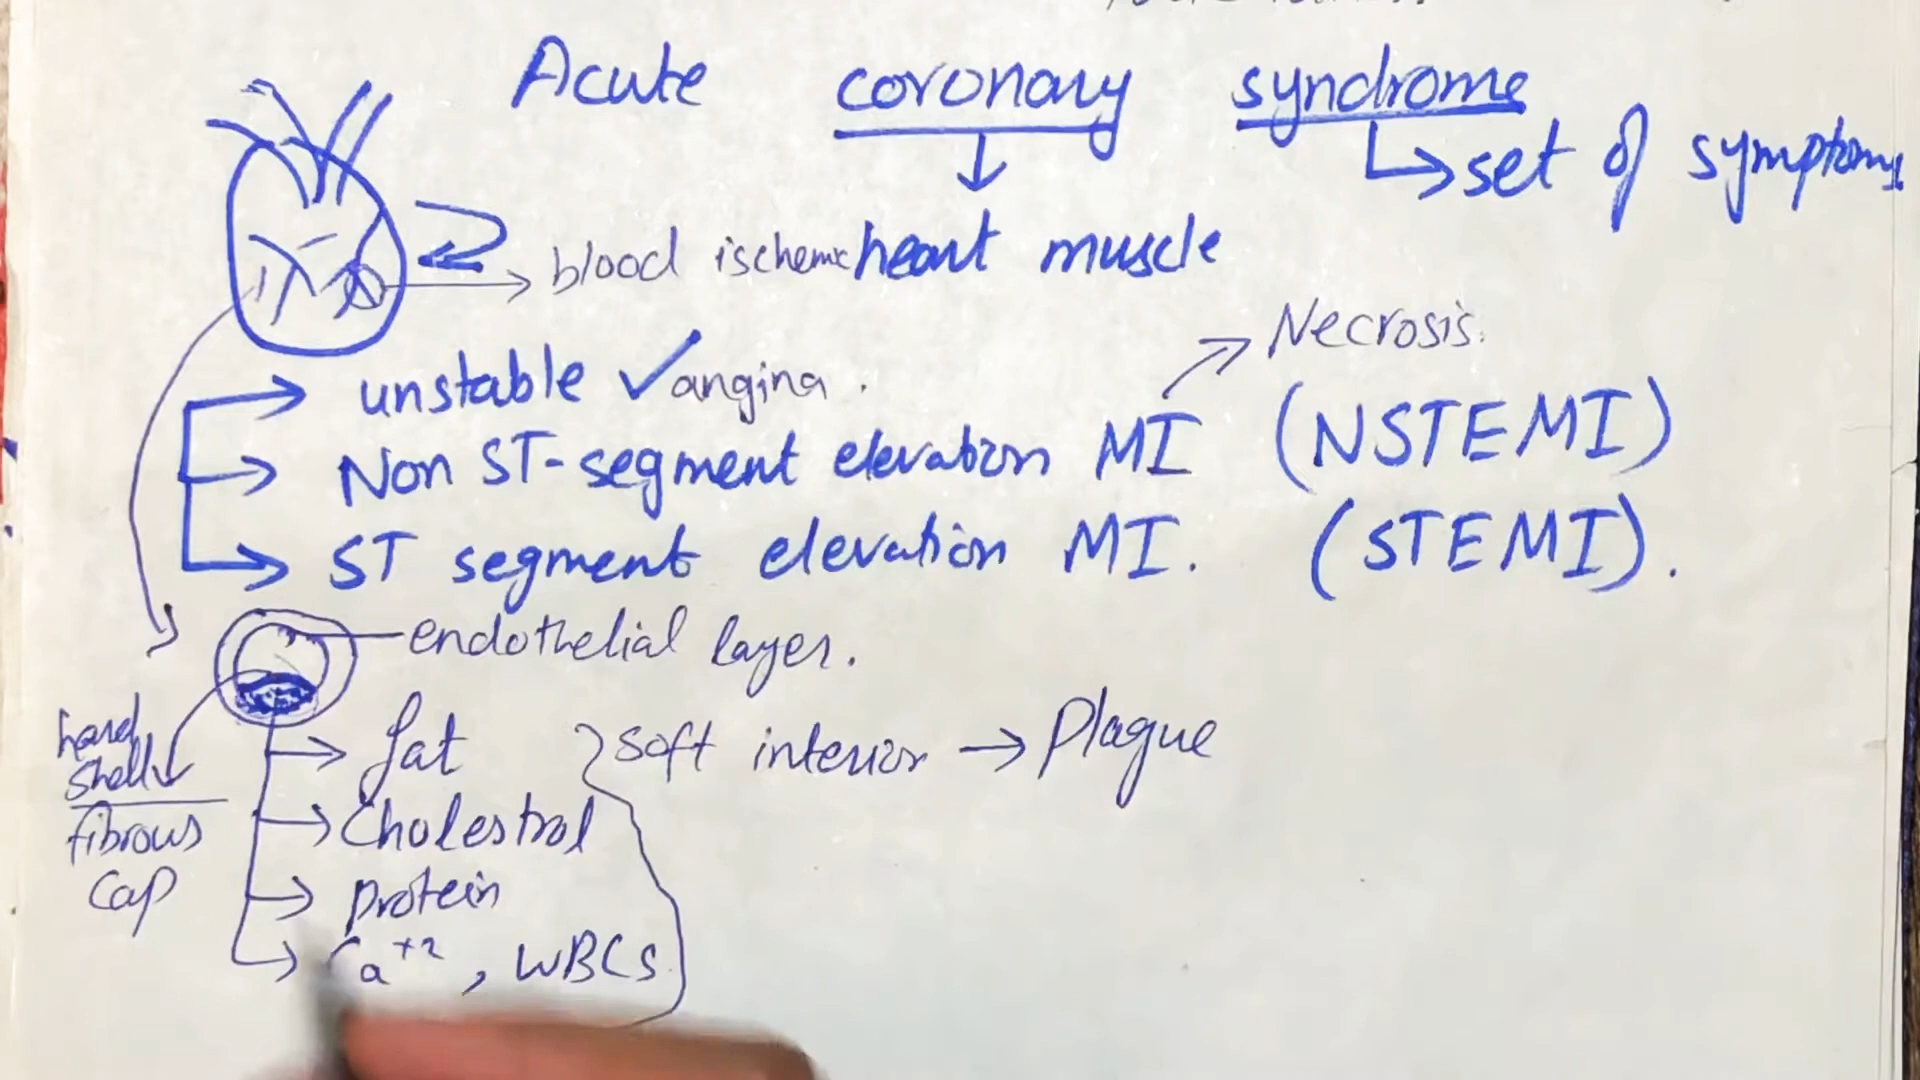 Acute coronary syndrome
set of symptoms
blood ischemic heart muscle
Necrosis.
unstable ✓ angina.
Non ST-segment elevation MI (NSTEMI)
ST segment elevation MI. (STEMI).
endothelial layer.
hard
shell
fibrous
cap
fat
soft interior → Plague
Cholestrol
protein
Ca+2, WBCs